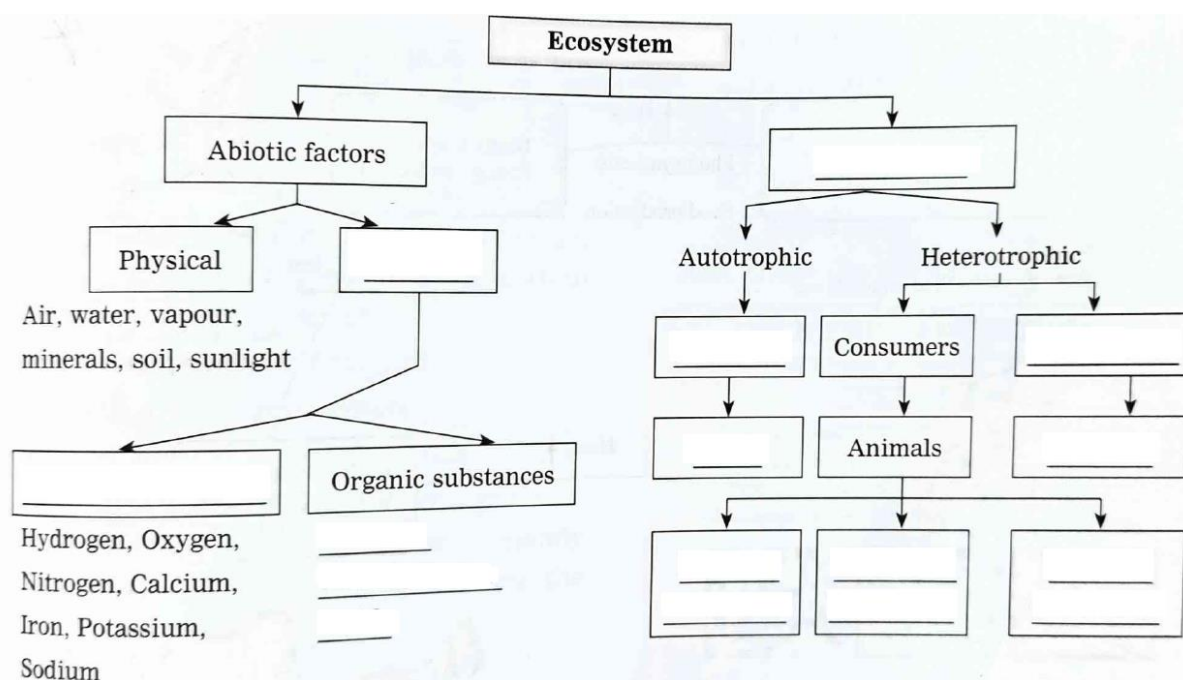 Ecosystem
Abiotic factors
Physical
Air, water, vapour,
minerals, soil, sunlight
Organic substances
Hydrogen, Oxygen,
Nitrogen, Calcium,
Iron, Potassium,
Sodium
Autotrophic
Heterotrophic
Consumers
Animals